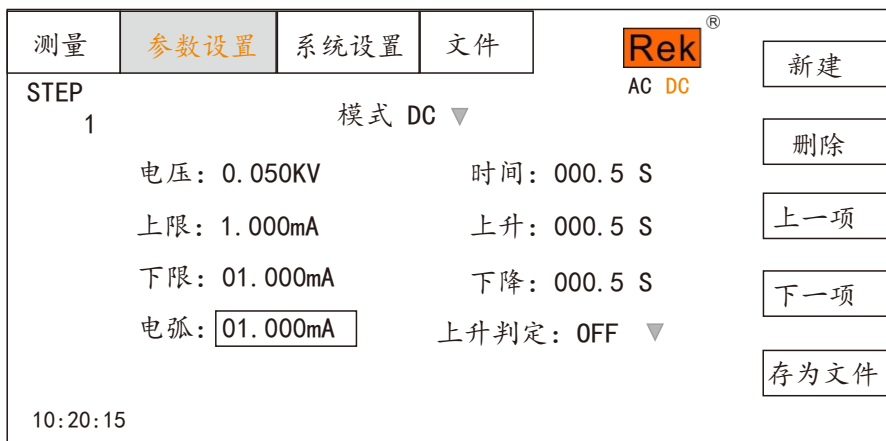 测量 参数设置 系统设置 文件 Rek®
AC DC
STEP
1
模式 DC ▼
电压：0.050KV 时间：000.5 S
上限：1.000mA 上升：000.5 S
下限：01.000mA 下降：000.5 S
电弧：01.000mA 上升判定：OFF ▼
10:20:15
新建
删除
上一项
下一项
存为文件